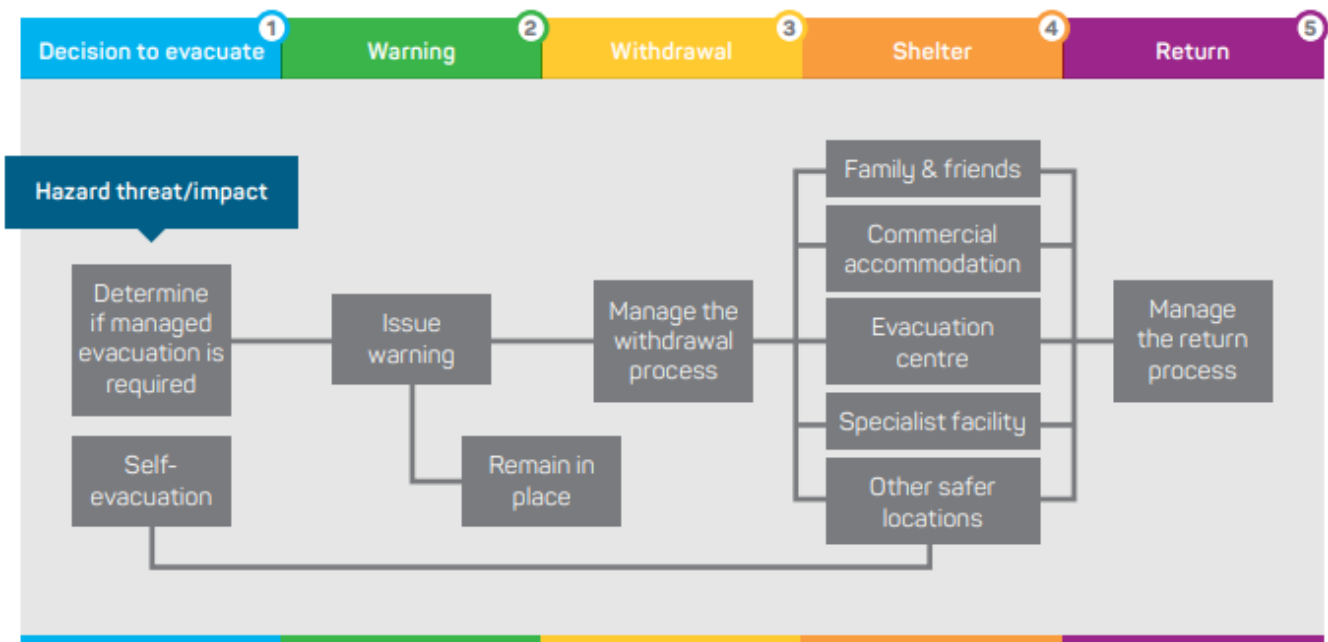 Decision to evacuate
1
Warning
2
Withdrawal
3
Shelter
4
Return
5
Hazard threat/impact
Determine
if managed
evacuation is
required
Self-
evacuation
Issue
warning
Remain in
place
Manage the
withdrawal
process
Family & friends
Commercial
accommodation
Evacuation
centre
Specialist facility
Other safer
locations
Manage
the return
process